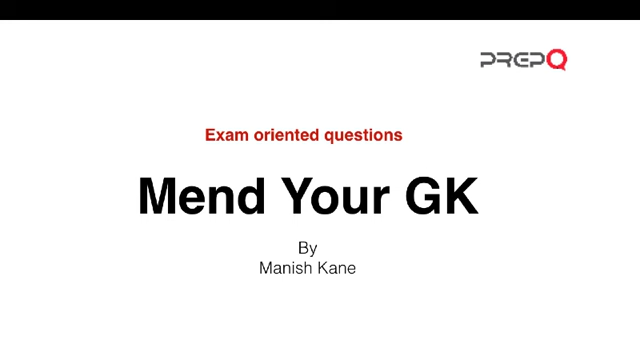 PREPQ
Exam oriented questions
Mend Your GK
By
Manish Kane